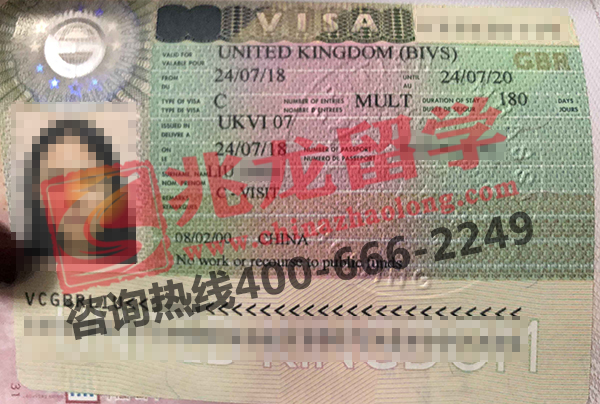 VISA
VALID FOR UNITED KINGDOM (BIVS)
VALABLE POUR
GBR
FROM 24/07/18 UNTIL 24/07/20
DU AU
TYPE OF VISA C NUMBER OF ENTRIES MULT DURATION OF STAY 180 DAYS
TYPE DE VISA NOMBRE D'ENTREES DUREE DE SEJOUR JOURS
ISSUED IN UKVI 07
DELIVRE A
ON 24/07/18 NUMBER OF PASSPORT
LE NUMERO DE PASSEPORT
SURNAME, NAME LIU
NOM, PRENOM
REMARKS C - VISIT
REMARQUES
08/02/00 CHINA
No work or recourse to public funds
兆龙留学
www.chinazhaolong.com
咨询热线400-666-2249
KINGDOM
31